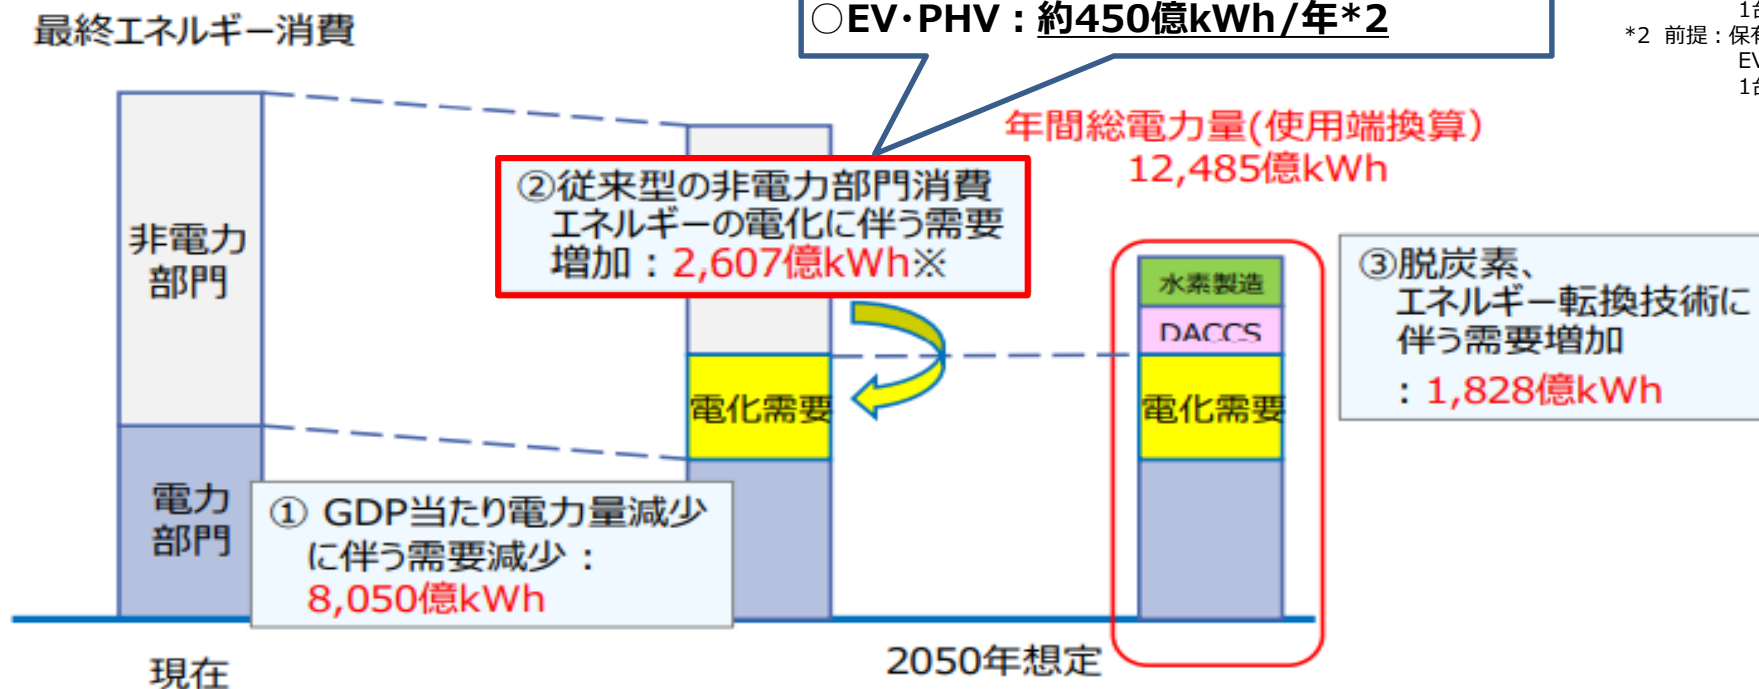 最終エネルギー消費
○EV・PHV：約450億kWh/年*2
1台
*2 前提：保有
EV
1台
年間総電力量(使用端換算）
12,485億kWh
②従来型の非電力部門消費
エネルギーの電化に伴う需要
増加：2,607億kWh※
非電力
部門
水素製造
DACCS
③脱炭素、
エネルギー転換技術に
伴う需要増加
：1,828億kWh
電化需要
電化需要
電力
部門
① GDP当たり電力量減少
に伴う需要減少：
8,050億kWh
現在
2050年想定